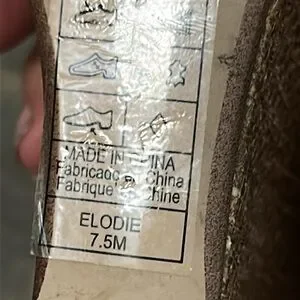 MADE IN CHINA
Fabricado en China
Fabriqué en Chine
ELODIE
7.5M